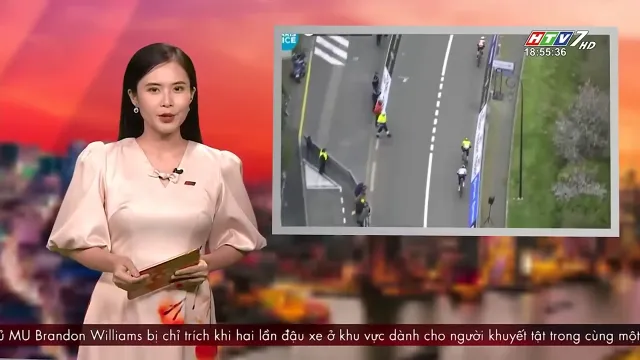 HTV7 HD
18:55:36
ICE
MU Brandon Williams bị chỉ trích khi hai lần đậu xe ở khu vực dành cho người khuyết tật trong cùng một